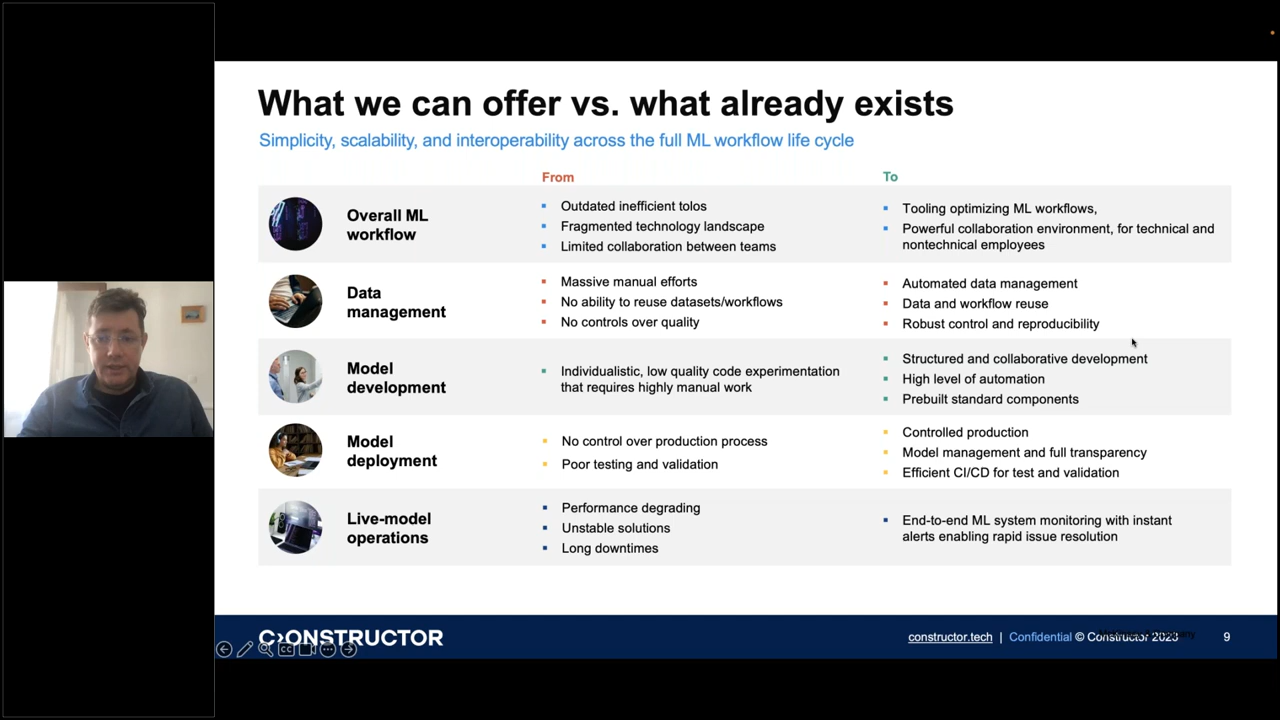 What we can offer vs. what already exists
Simplicity, scalability, and interoperability across the full ML workflow life cycle
From
To
Overall ML
workflow
Outdated inefficient tolos
Fragmented technology landscape
Limited collaboration between teams
Tooling optimizing ML workflows,
Powerful collaboration environment, for technical and
nontechnical employees
Data
management
Massive manual efforts
No ability to reuse datasets/workflows
No controls over quality
Automated data management
Data and workflow reuse
Robust control and reproducibility
Model
development
Individualistic, low quality code experimentation
that requires highly manual work
Structured and collaborative development
High level of automation
Prebuilt standard components
Model
deployment
No control over production process
Poor testing and validation
Controlled production
Model management and full transparency
Efficient CI/CD for test and validation
Live-model
operations
Performance degrading
Unstable solutions
Long downtimes
End-to-end ML system monitoring with instant
alerts enabling rapid issue resolution
CONSTRUCTOR
constructor.tech | Confidential © Constructor 2023
9
CC